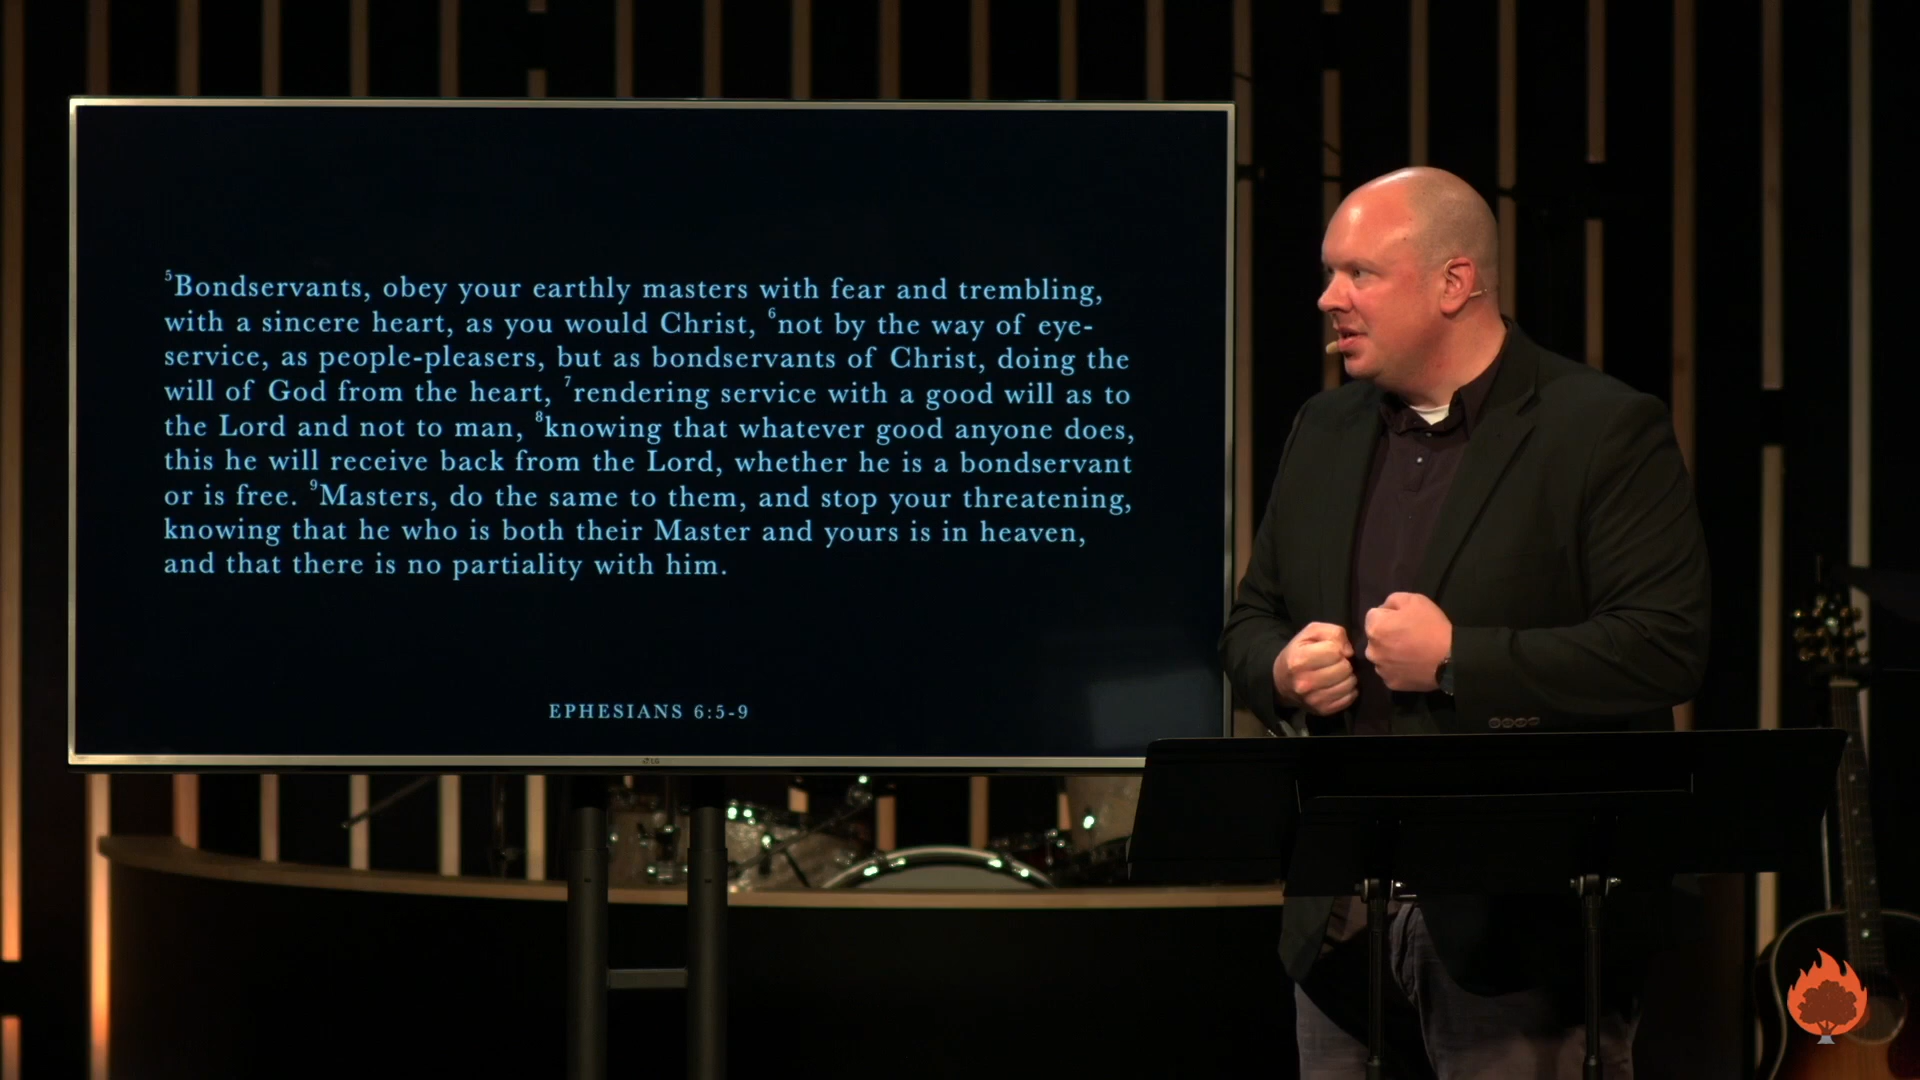 ⁵Bondservants, obey your earthly masters with fear and trembling,
with a sincere heart, as you would Christ, ⁶not by the way of eye-
service, as people-pleasers, but as bondservants of Christ, doing the
will of God from the heart, ⁷rendering service with a good will as to
the Lord and not to man, ⁸knowing that whatever good anyone does,
this he will receive back from the Lord, whether he is a bondservant
or is free. ⁹Masters, do the same to them, and stop your threatening,
knowing that he who is both their Master and yours is in heaven,
and that there is no partiality with him.
EPHESIANS 6:5-9
LG